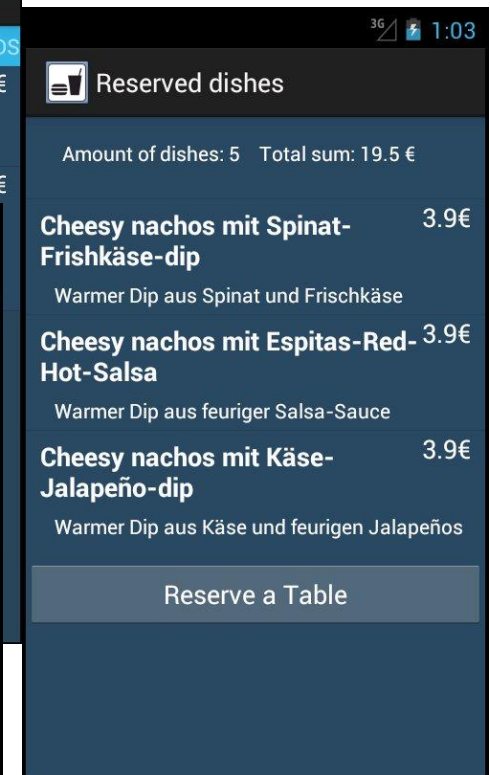 3G 1:03
OS
Reserved dishes
€
Amount of dishes: 5 Total sum: 19.5 €
€
Cheesy nachos mit Spinat- 3.9€
Frishkäse-dip
Warmer Dip aus Spinat und Frischkäse
Cheesy nachos mit Espitas-Red- 3.9€
Hot-Salsa
Warmer Dip aus feuriger Salsa-Sauce
Cheesy nachos mit Käse- 3.9€
Jalapeño-dip
Warmer Dip aus Käse und feurigen Jalapeños
Reserve a Table